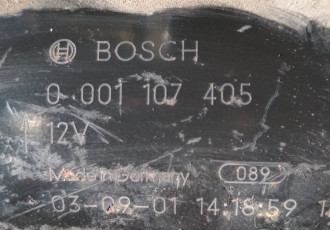 BOSCH
0 001 107 405
12V
Made in Germany 089
03-09-01 14:18:59